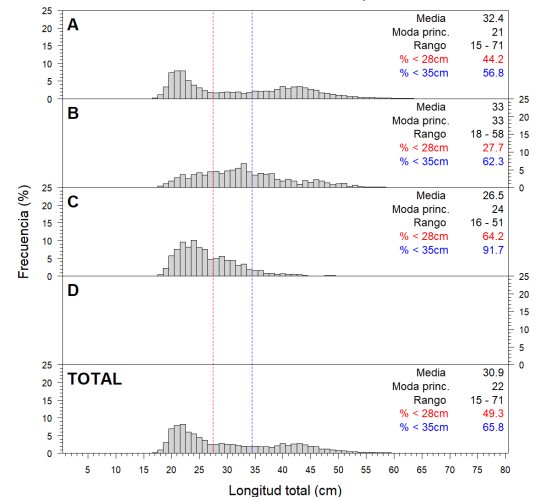 25
20
15
10
5
0
A
Media 32.4
Moda princ. 21
Rango 15 - 71
% < 28cm 44.2
% < 35cm 56.8
25
20
15
10
5
0
B
Media 33
Moda princ. 33
Rango 18 - 58
% < 28cm 27.7
% < 35cm 62.3
25
20
15
10
5
0
C
Media 26.5
Moda princ. 24
Rango 16 - 51
% < 28cm 64.2
% < 35cm 91.7
25
20
15
10
5
0
D
25
20
15
10
5
0
TOTAL
Media 30.9
Moda princ. 22
Rango 15 - 71
% < 28cm 49.3
% < 35cm 65.8
5 10 15 20 25 30 35 40 45 50 55 60 65 70 75 80
Longitud total (cm)
Frecuencia (%)